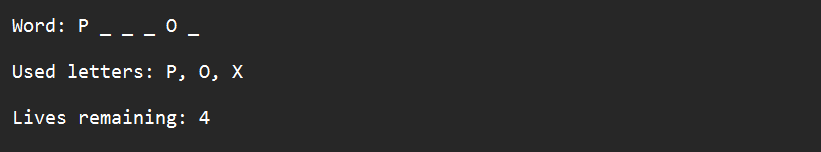 Word: P _ _ _ O _
Used letters: P, O, X
Lives remaining: 4